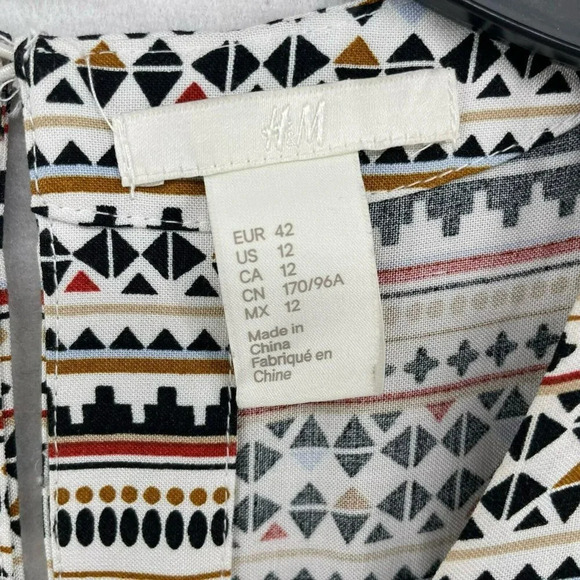 H&M
EUR 42
US 12
CA 12
CN 170/96A
MX 12
Made in
China
Fabriqué en
Chine